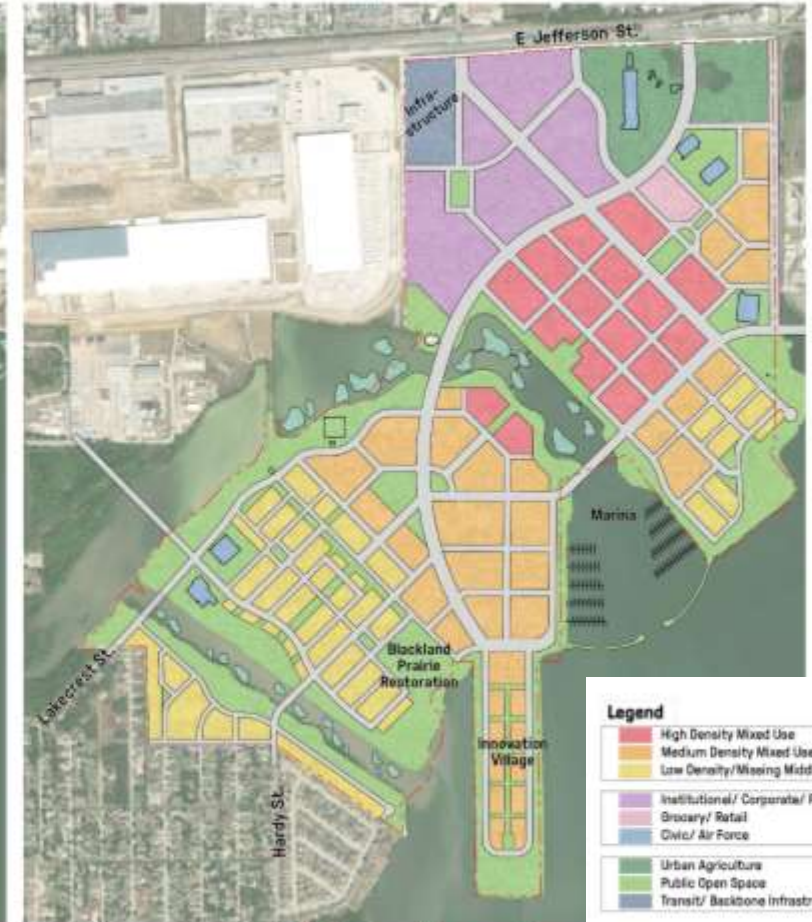 E Jefferson St.
Infra-
structure
Marina
Blackland
Prairie
Restoration
Innovation
Village
Lakecrest St.
Hardy St.
Legend
High Density Mixed Use
Medium Density Mixed Use
Low Density/Missing Midd
Institutional/ Corporate/
Grocery/ Retail
Civic/ Air Force
Urban Agriculture
Public Open Space
Transit/ Backbone Infrast